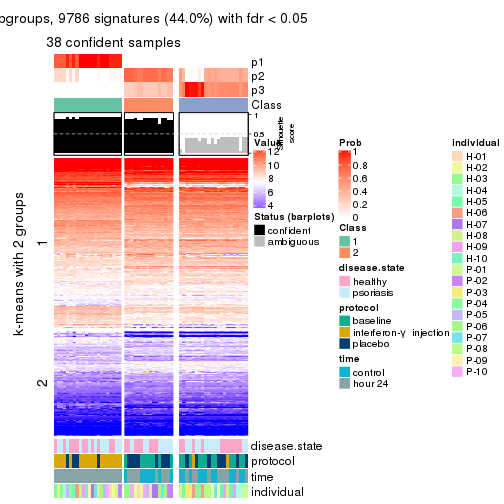 ogroups, 9786 signatures (44.0%) with fdr < 0.05
38 confident samples
p1
p2
p3
Class
1
0.5
0
Silhouette
score
k-means with 2 groups
1
2
disease.state
protocol
time
individual
Value
12
10
8
6
4
Status (barplots)
confident
ambiguous
Prob
1
0.8
0.6
0.4
0.2
0
Class
1
2
disease.state
healthy
psoriasis
protocol
baseline
interferon-γ injection
placebo
time
control
hour 24
individual
H-01
H-02
H-03
H-04
H-05
H-06
H-07
H-08
H-09
H-10
P-01
P-02
P-03
P-04
P-05
P-06
P-07
P-08
P-09
P-10